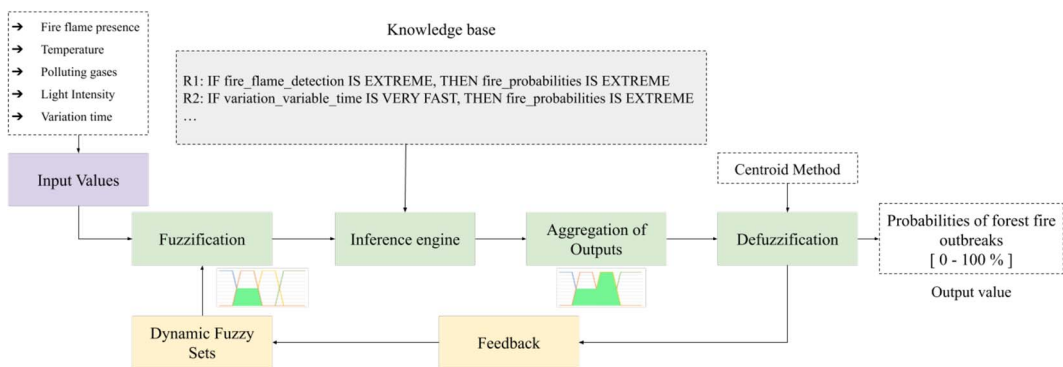 ➔ Fire flame presence
➔ Temperature
➔ Polluting gases
➔ Light Intensity
➔ Variation time
Input Values
Knowledge base
R1: IF fire_flame_detection IS EXTREME, THEN fire_probabilities IS EXTREME
R2: IF variation_variable_time IS VERY FAST, THEN fire_probabilities IS EXTREME
…
Centroid Method
Fuzzification
Inference engine
Aggregation of
Outputs
Defuzzification
Probabilities of forest fire
outbreaks
[ 0 - 100 % ]
Output value
Dynamic Fuzzy
Sets
Feedback